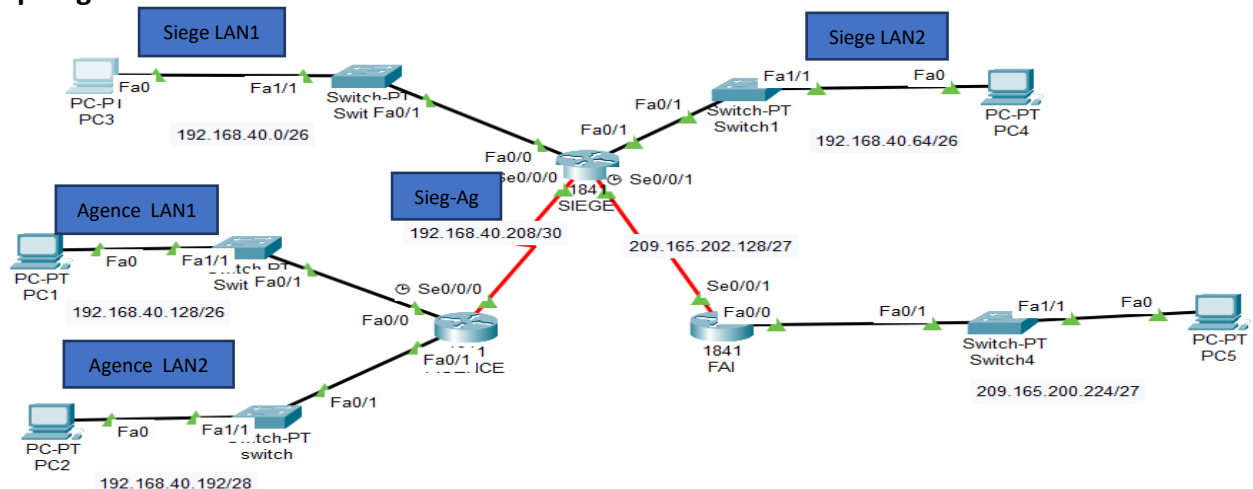 Siege LAN1
Siege LAN2
Fa0
Fa1/1
PC3
Fa0/1
192.168.40.0/26
Fa1/1
Fa0
Switch-PT
Switch1
PC-PT
PC4
Fa0/1
192.168.40.64/26
Fa0/1
Fa0/0
Se0/0/0
Se0/0/1
1841
SIEGE
Agence LAN1
Sieg-Ag
192.168.40.208/30
209.165.202.128/27
Fa0
Fa1/1
Fa0/1
PC-PT
PC1
Se0/0/0
Se0/0/1
192.168.40.128/26
Fa0/0
Fa0/0
Fa0/1
Fa1/1
Fa0
Agence LAN2
Fa0/1
1841
FAI
Switch-PT
Switch4
PC-PT
PC5
Fa0/1
209.165.200.224/27
Fa0
Fa1/1
PC-PT
PC2
switch
192.168.40.192/28